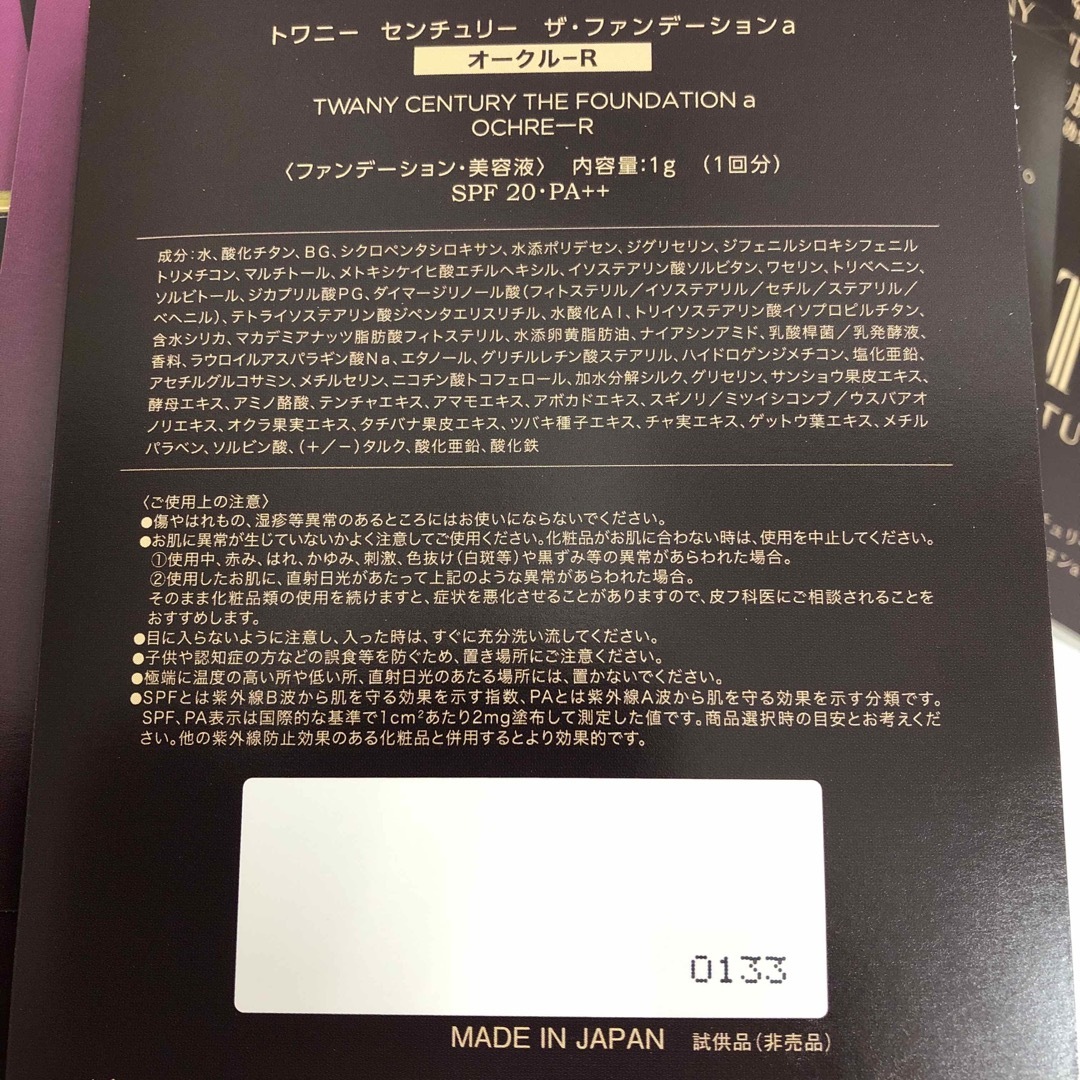 トワニー センチュリー ザ・ファンデーションa
オークル−R
TWANY CENTURY THE FOUNDATION a
OCHRE—R
〈ファンデーション・美容液〉 内容量:1g (1回分)
SPF 20・PA++
成分:水、酸化チタン、BG、シクロペンタシロキサン、水添ポリデセン、ジグリセリン、ジフェニルシロキシフェニル
トリメチコン、マルチトール、メトキシケイヒ酸エチルヘキシル、イソステアリン酸ソルビタン、ワセリン、トリベヘニン、
ソルビトール、ジカプリル酸PG、ダイマージリノール酸(フィトステリル/イソステアリル/セチル/ステアリル/
ベヘニル)、テトライソステアリン酸ジペンタエリスリチル、水酸化Al、トリイソステアリン酸イソプロピルチタン、
含水シリカ、マカデミアナッツ脂肪酸フィトステリル、水添卵黄脂肪油、ナイアシンアミド、乳酸桿菌/乳発酵液、
香料、ラウロイルアスパラギン酸Na、エタノール、グリチルレチン酸ステアリル、ハイドロゲンジメチコン、塩化亜鉛、
アセチルグルコサミン、メチルセリン、ニコチン酸トコフェロール、加水分解シルク、グリセリン、サンショウ果皮エキス、
酵母エキス、アミノ酪酸、テンチャエキス、アマモエキス、アボカドエキス、スギノリ/ミツイシコンブ/ウスバアオ
ノリエキス、オクラ果実エキス、タチバナ果皮エキス、ツバキ種子エキス、チャ実エキス、ゲットウ葉エキス、メチル
パラベン、ソルビン酸、(+/−)タルク、酸化亜鉛、酸化鉄
〈ご使用上の注意〉
●傷やはれもの、湿疹等異常のあるところにはお使いにならないでください。
●お肌に異常が生じていないかよく注意してご使用ください。化粧品がお肌に合わない時は、使用を中止してください。
①使用中、赤み、はれ、かゆみ、刺激、色抜け(白斑等)や黒ずみ等の異常があらわれた場合。
②使用したお肌に、直射日光があたって上記のような異常があらわれた場合。
そのまま化粧品類の使用を続けますと、症状を悪化させることがありますので、皮フ科医にご相談されることを
おすすめします。
●目に入らないように注意し、入った時は、すぐに充分洗い流してください。
●子供や認知症の方などの誤食等を防ぐため、置き場所にご注意ください。
●極端に温度の高い所や低い所、直射日光のあたる場所には、置かないでください。
●SPFとは紫外線B波から肌を守る効果を示す指数、PAとは紫外線A波から肌を守る効果を示す分類です。
SPF、PA表示は国際的な基準で1cm²あたり2mg塗布して測定した値です。商品選択時の目安とお考えくだ
さい。他の紫外線防止効果のある化粧品と併用するとより効果的です。
0133
MADE IN JAPAN 試供品(非売品)